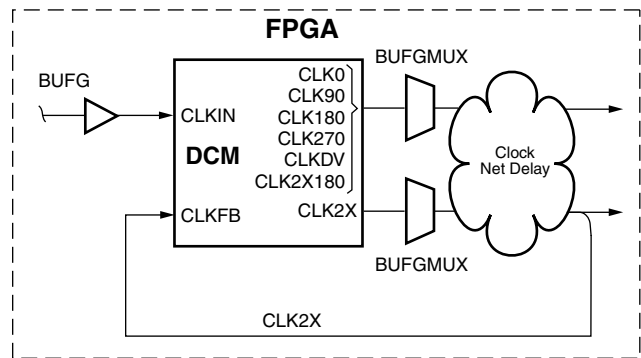 FPGA
BUFG
BUFGMUX
CLK0
CLK90
CLK180
CLK270
CLKDV
CLK2X180
CLK2X
CLKIN
DCM
CLKFB
Clock
Net Delay
BUFGMUX
CLK2X